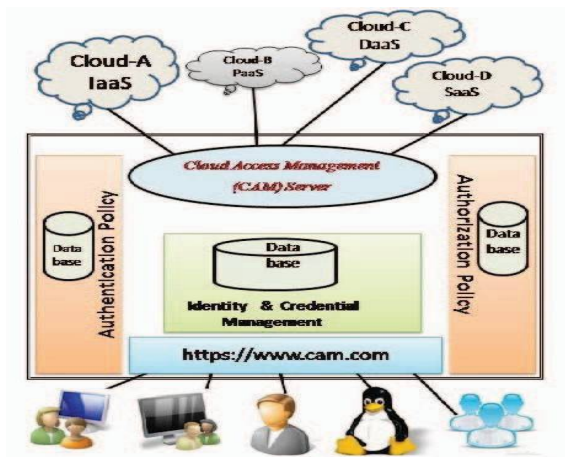 Cloud-A
IaaS
Cloud-B
PaaS
Cloud-C
DaaS
Cloud-D
SaaS
Cloud Access Management
(CAM) Server
Authentication Policy
Data
base
Data
base
Identity & Credential
Management
Authorization Policy
Data
base
https://www.cam.com